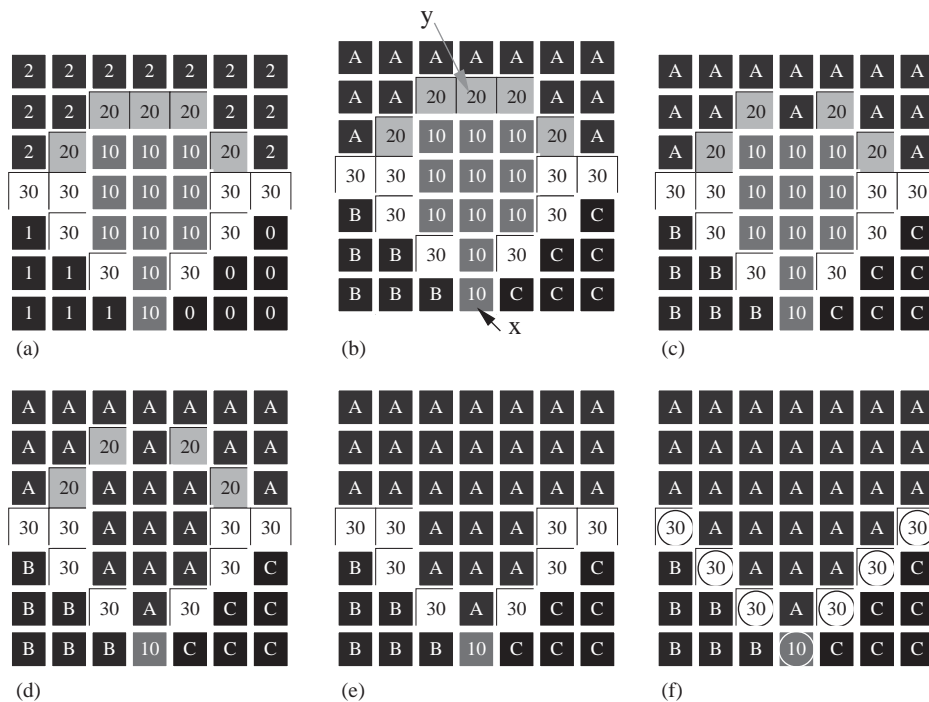 2 2 2 2 2 2 2
2 2 20 20 20 2 2
2 20 10 10 10 20 2
30 30 10 10 10 30 30
1 30 10 10 10 30 0
1 1 30 10 30 0 0
1 1 1 10 0 0 0
(a)
y
A A A A A A A
A A 20 20 20 A A
A 20 10 10 10 20 A
30 30 10 10 10 30 30
B 30 10 10 10 30 C
B B 30 10 30 C C
B B B 10 C C C
x
(b)
A A A A A A A
A A 20 A 20 A A
A 20 10 10 10 20 A
30 30 10 10 10 30 30
B 30 10 10 10 30 C
B B 30 10 30 C C
B B B 10 C C C
(c)
A A A A A A A
A A 20 A 20 A A
A 20 A A A 20 A
30 30 A A A 30 30
B 30 A A A 30 C
B B 30 A 30 C C
B B B 10 C C C
(d)
A A A A A A A
A A A A A A A
A A A A A A A
30 30 A A A 30 30
B 30 A A A 30 C
B B 30 A 30 C C
B B B 10 C C C
(e)
A A A A A A A
A A A A A A A
A A A A A A A
30 A A A A A 30
B 30 A A A 30 C
B B 30 A 30 C C
B B B 10 C C C
(f)